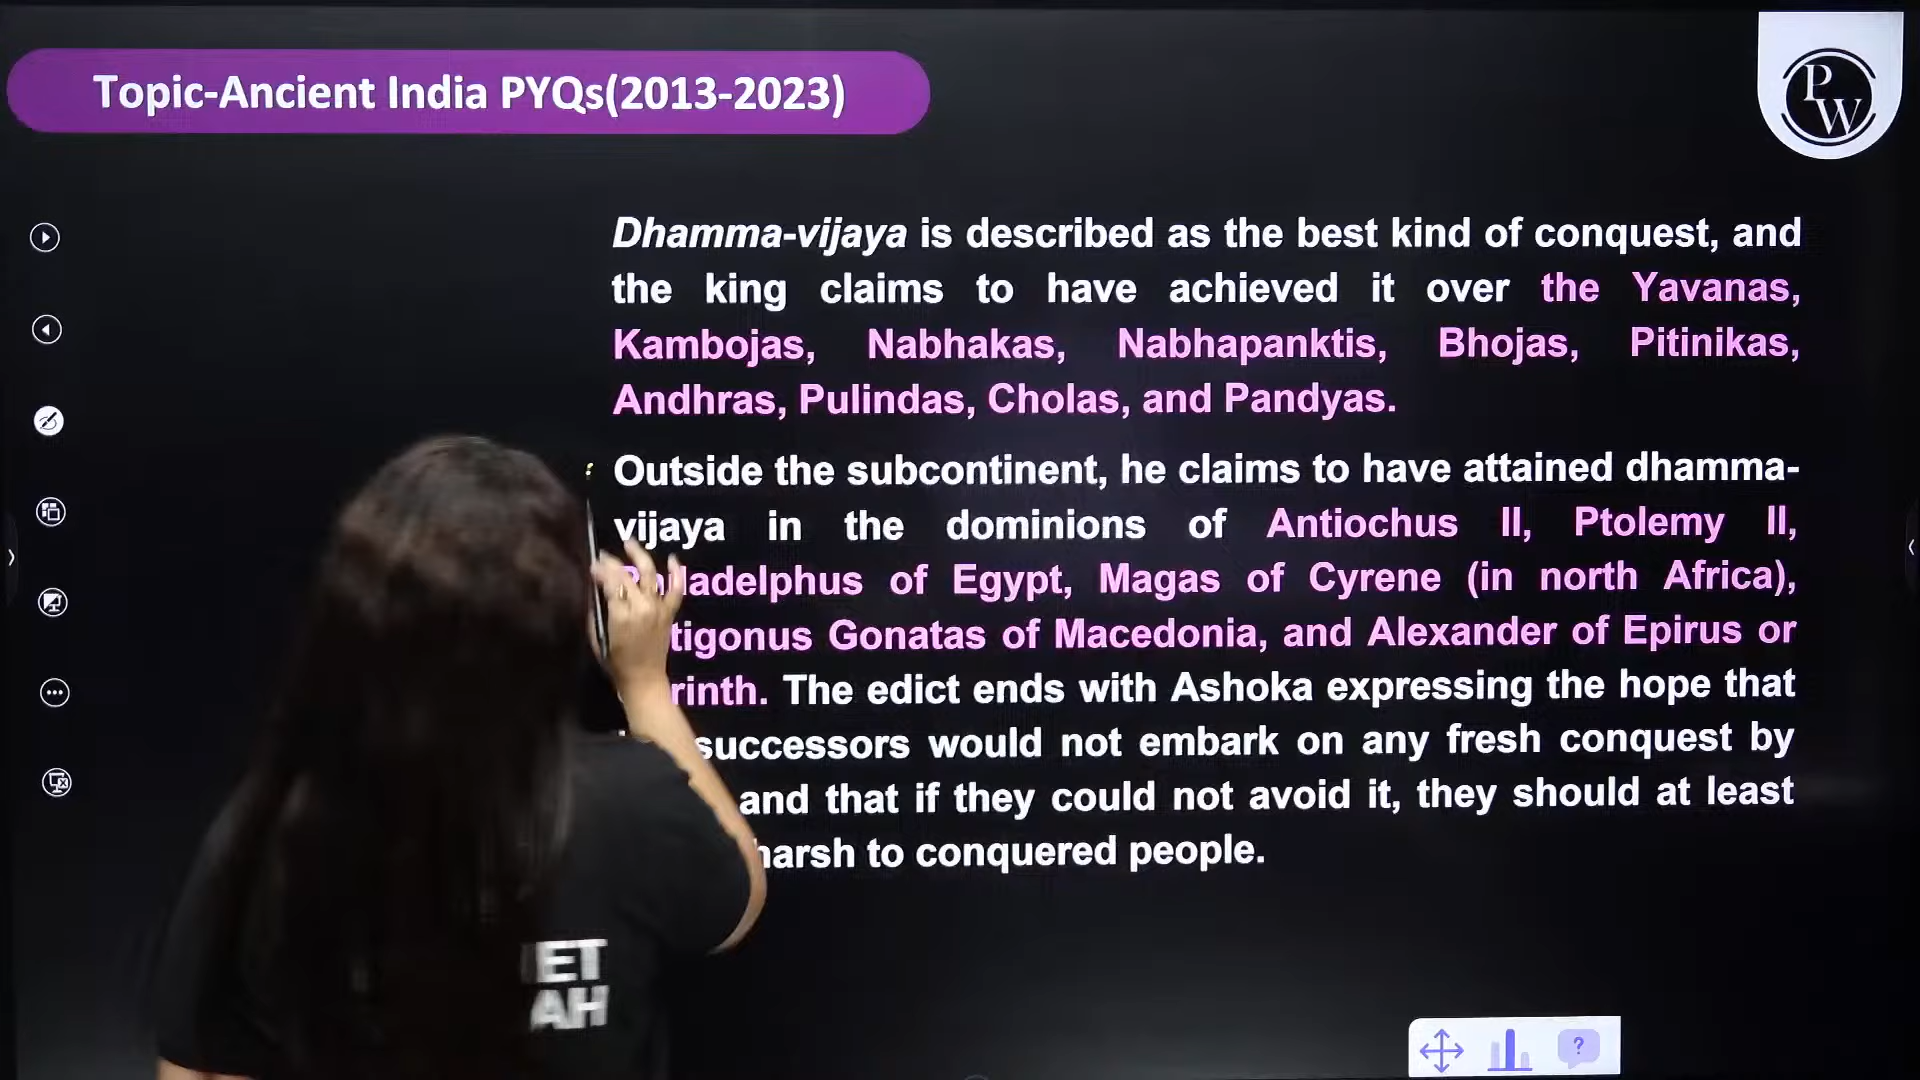 Topic-Ancient India PYQs(2013-2023)
P
W
Dhamma-vijaya is described as the best kind of conquest, and
the king claims to have achieved it over the Yavanas,
Kambojas, Nabhakas, Nabhapanktis, Bhojas, Pitinikas,
Andhras, Pulindas, Cholas, and Pandyas.
Outside the subcontinent, he claims to have attained dhamma-
vijaya in the dominions of Antiochus II, Ptolemy II,
Philadelphus of Egypt, Magas of Cyrene (in north Africa),
tigonus Gonatas of Macedonia, and Alexander of Epirus or
rinth. The edict ends with Ashoka expressing the hope that
successors would not embark on any fresh conquest by
and that if they could not avoid it, they should at least
harsh to conquered people.
ET
AH
?